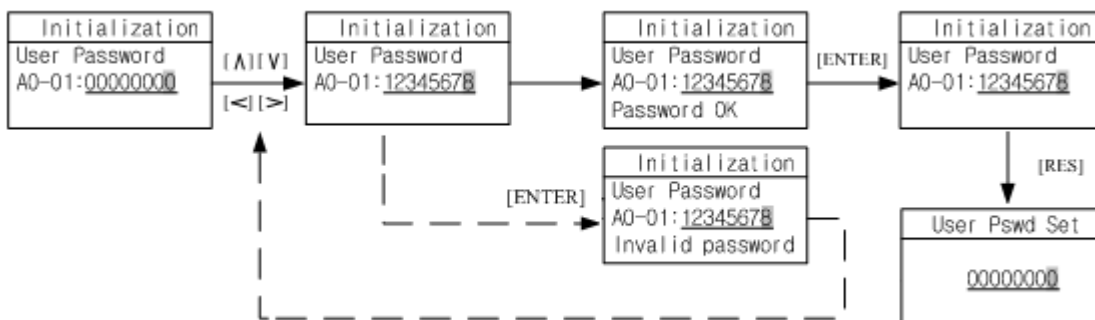 Initialization
User Password
A0-01:00000000
[∧][∨]
[<][>]
Initialization
User Password
A0-01:12345678
Initialization
User Password
A0-01:12345678
Password OK
[ENTER]
Initialization
User Password
A0-01:12345678
[ENTER]
Initialization
User Password
A0-01:12345678
Invalid password
[RES]
User Pswd Set
00000000